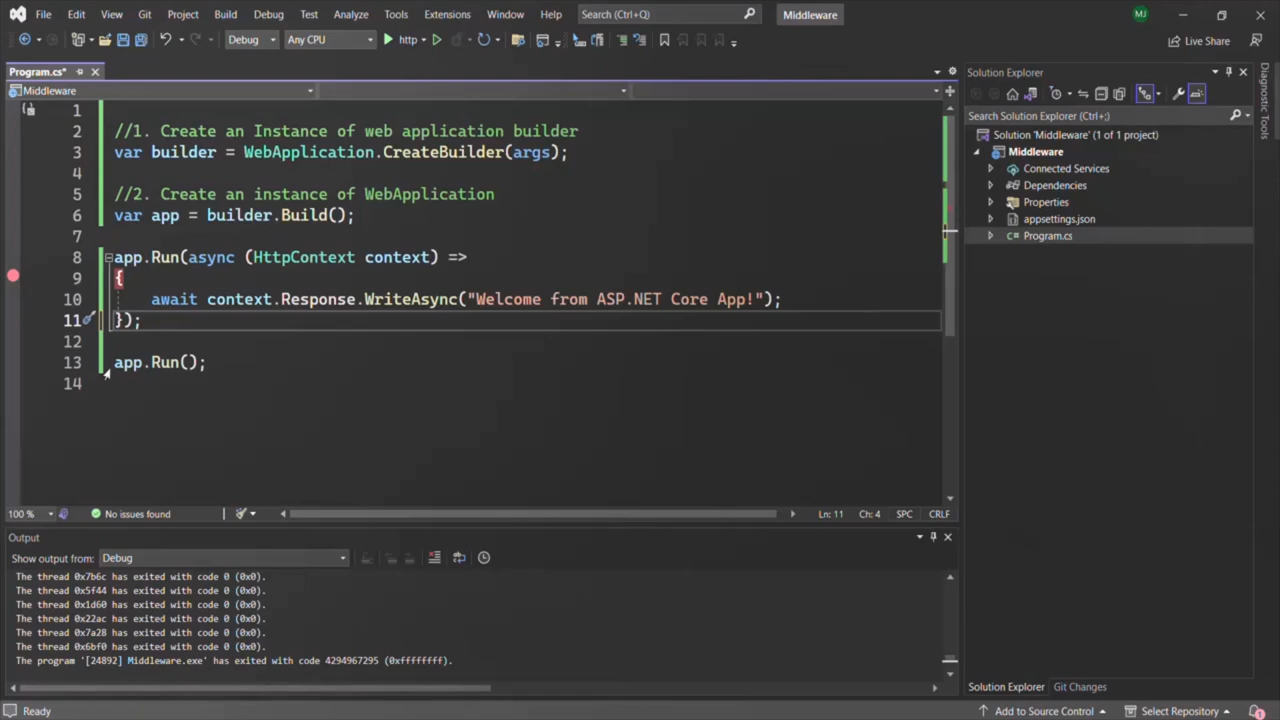 File Edit View Git Project Build Debug Test Analyze Tools Extensions Window Help Search (Ctrl+Q) Middleware MJ
Debug Any CPU http Live Share
Program.cs*
Middleware
1
2 //1. Create an Instance of web application builder
3 var builder = WebApplication.CreateBuilder(args);
4
5 //2. Create an instance of WebApplication
6 var app = builder.Build();
7
8 app.Run(async (HttpContext context) =>
9 {
10 await context.Response.WriteAsync("Welcome from ASP.NET Core App!");
11 });
12
13 app.Run();
14
100 % No issues found Ln: 11 Ch: 4 SPC CRLF
Output
Show output from: Debug
The thread 0x7b6c has exited with code 0 (0x0).
The thread 0x5f44 has exited with code 0 (0x0).
The thread 0x1d60 has exited with code 0 (0x0).
The thread 0x22ac has exited with code 0 (0x0).
The thread 0x7a28 has exited with code 0 (0x0).
The thread 0x6bf0 has exited with code 0 (0x0).
The program '[24892] Middleware.exe' has exited with code 4294967295 (0xffffffff).
Solution Explorer
Search Solution Explorer (Ctrl+;)
Solution 'Middleware' (1 of 1 project)
Middleware
Connected Services
Dependencies
Properties
appsettings.json
C# Program.cs
Solution Explorer Git Changes
Diagnostic Tools
Ready Add to Source Control Select Repository 1